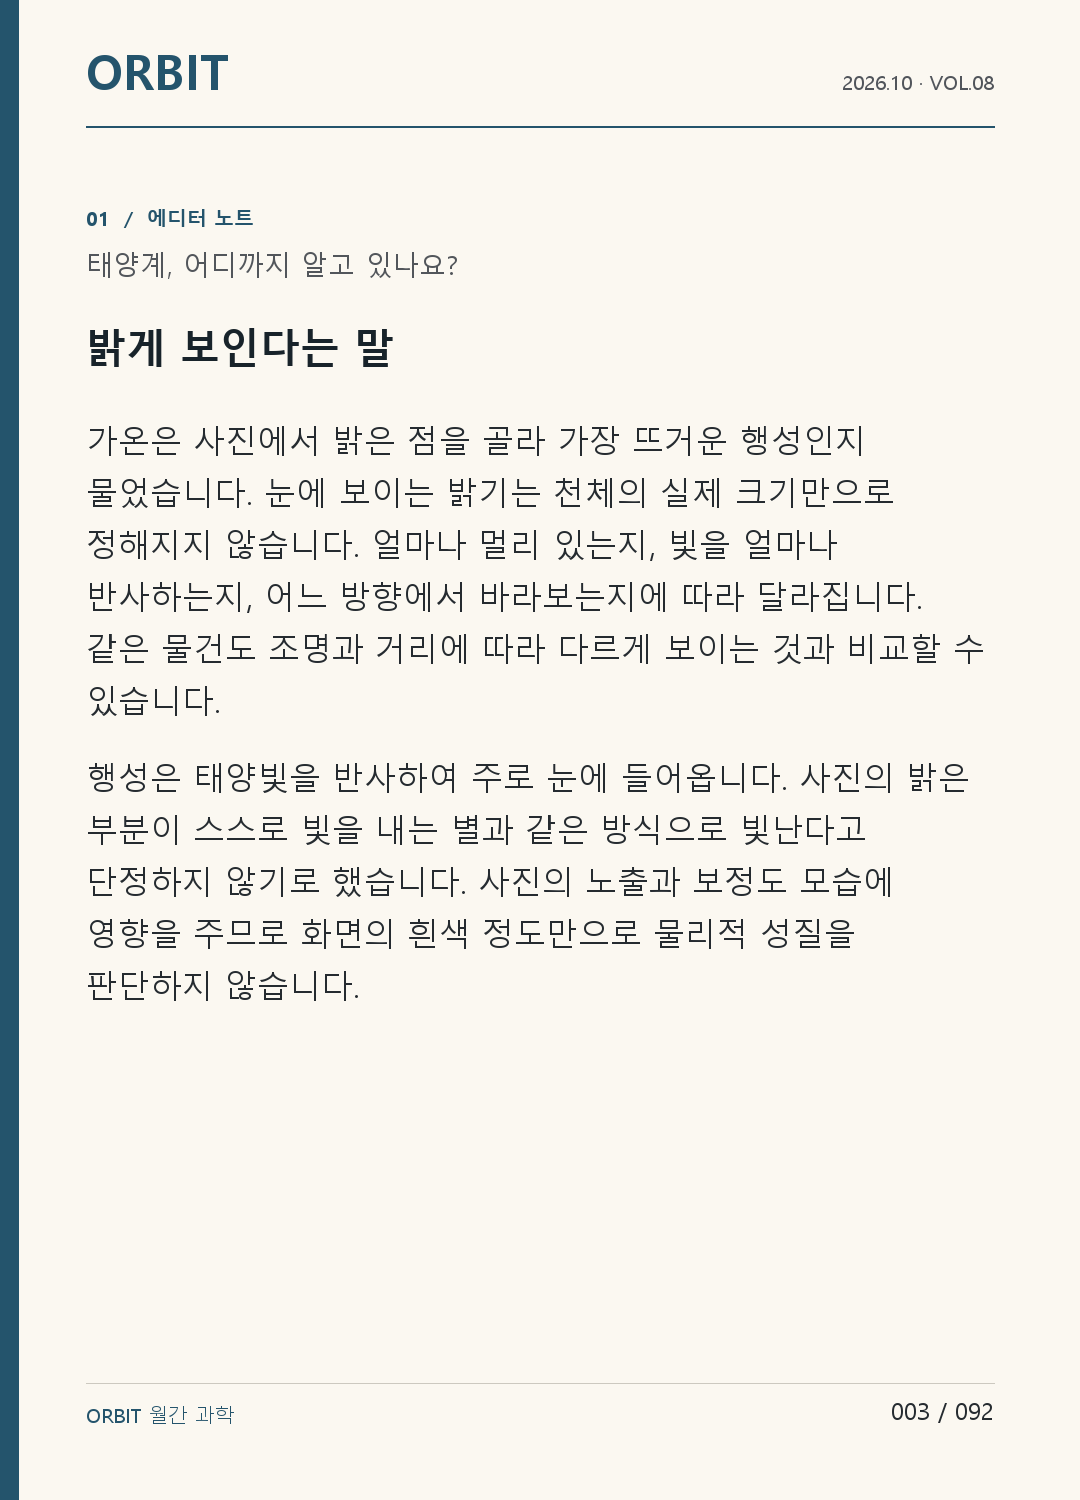 ORBIT
2026.10 · VOL.08
01 / 에디터 노트
태양계, 어디까지 알고 있나요?
밝게 보인다는 말
가온은 사진에서 밝은 점을 골라 가장 뜨거운 행성인지
물었습니다. 눈에 보이는 밝기는 천체의 실제 크기만으로
정해지지 않습니다. 얼마나 멀리 있는지, 빛을 얼마나
반사하는지, 어느 방향에서 바라보는지에 따라 달라집니다.
같은 물건도 조명과 거리에 따라 다르게 보이는 것과 비교할 수
있습니다.
행성은 태양빛을 반사하여 주로 눈에 들어옵니다. 사진의 밝은
부분이 스스로 빛을 내는 별과 같은 방식으로 빛난다고
단정하지 않기로 했습니다. 사진의 노출과 보정도 모습에
영향을 주므로 화면의 흰색 정도만으로 물리적 성질을
판단하지 않습니다.
ORBIT 월간 과학
003 / 092